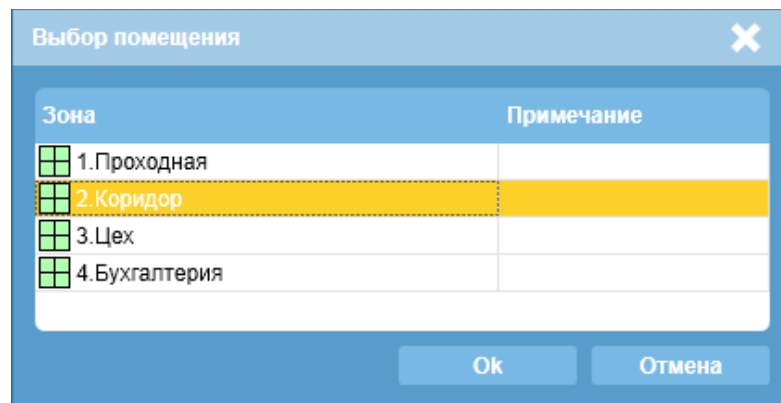 Выбор помещения
Зона Примечание
1.Проходная
2.Коридор
3.Цех
4.Бухгалтерия
Ok Отмена